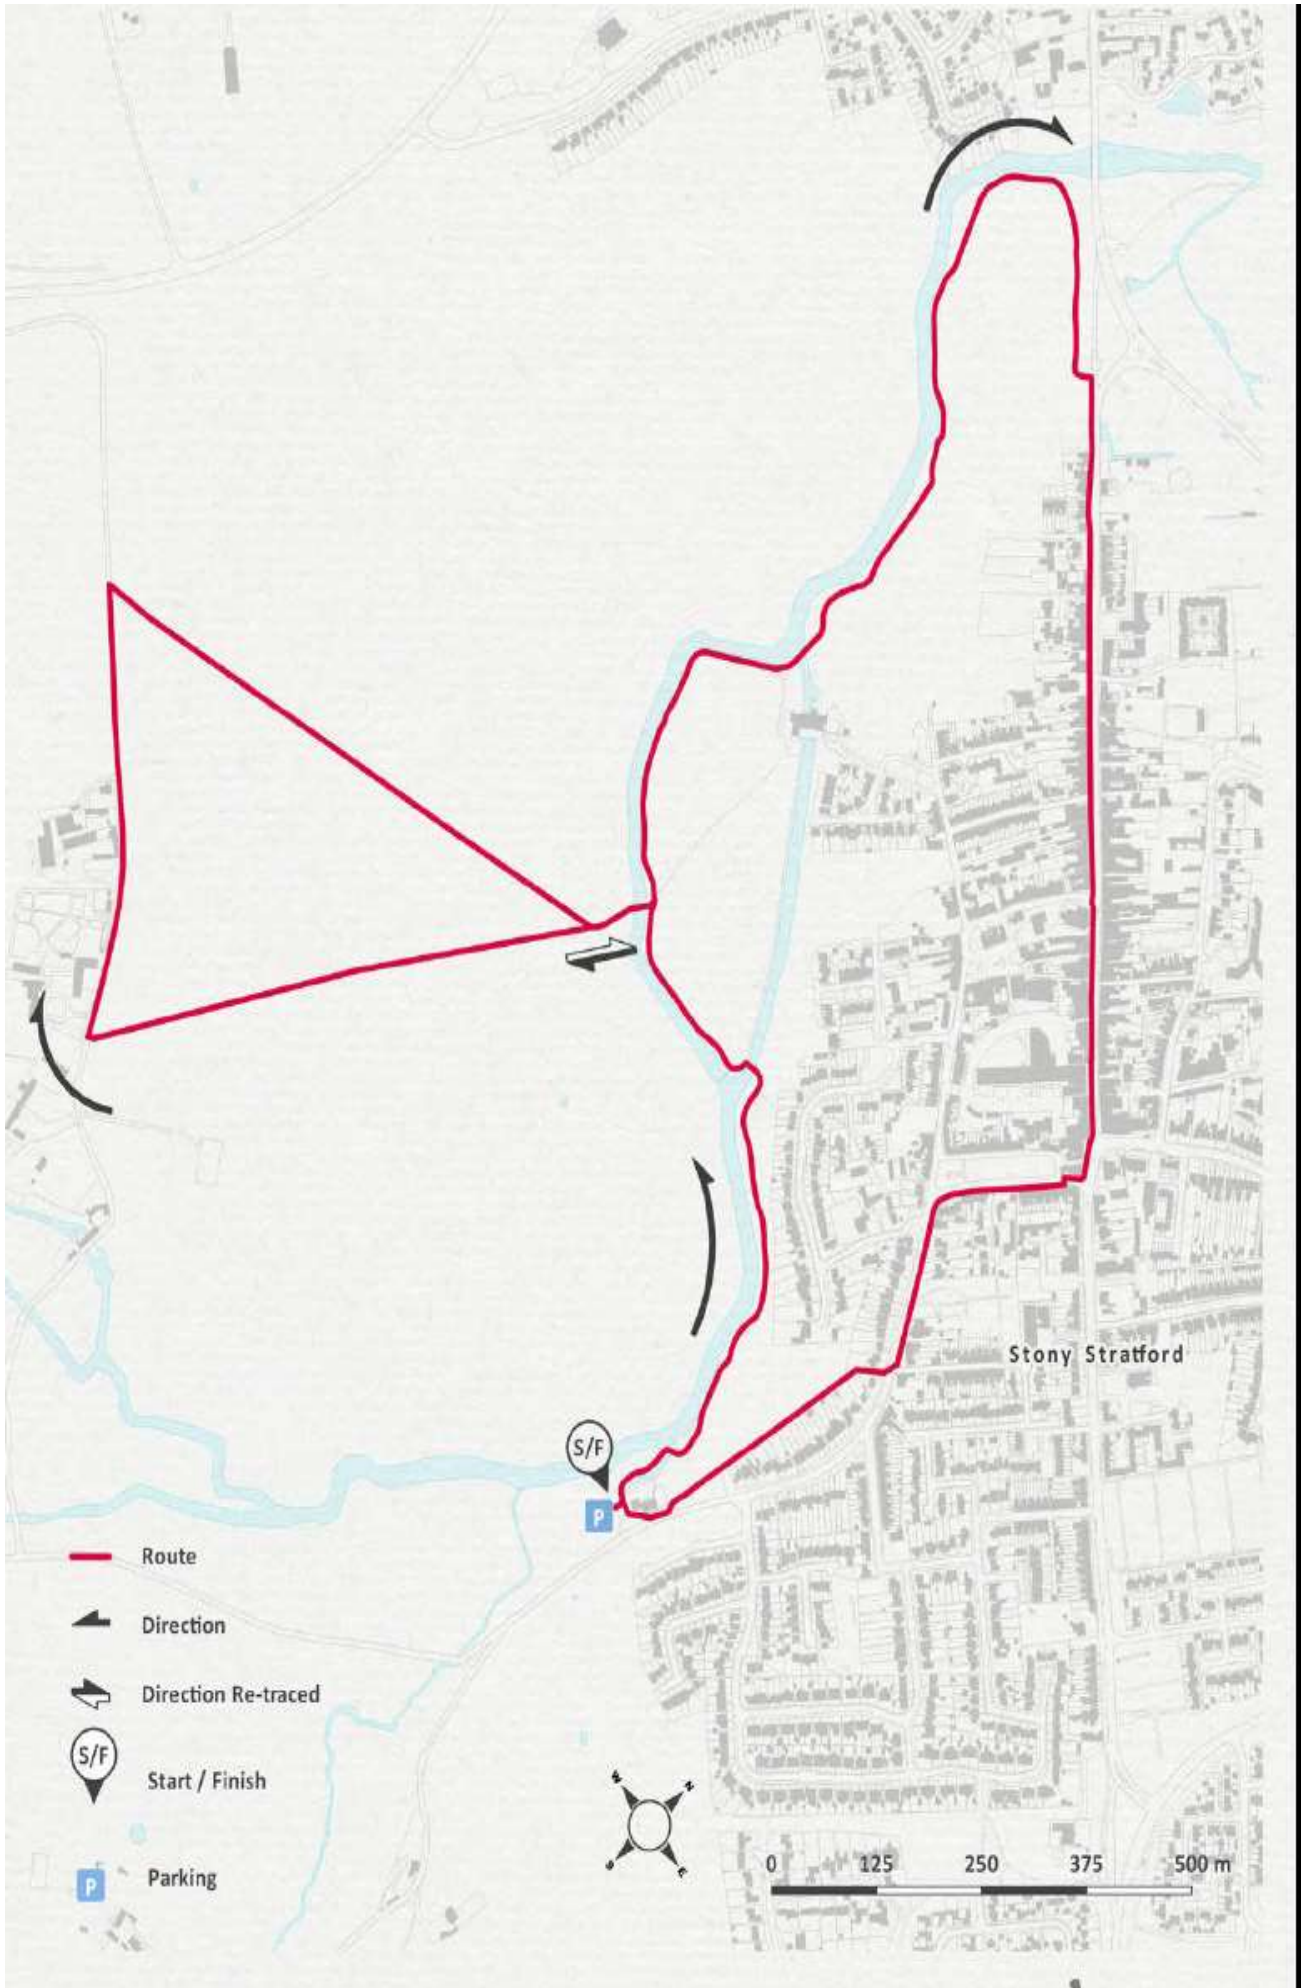 Stony Stratford
S/F
P
Route
Direction
Direction Re-traced
S/F
Start / Finish
P
Parking
W
N
S
E
0 125 250 375 500 m